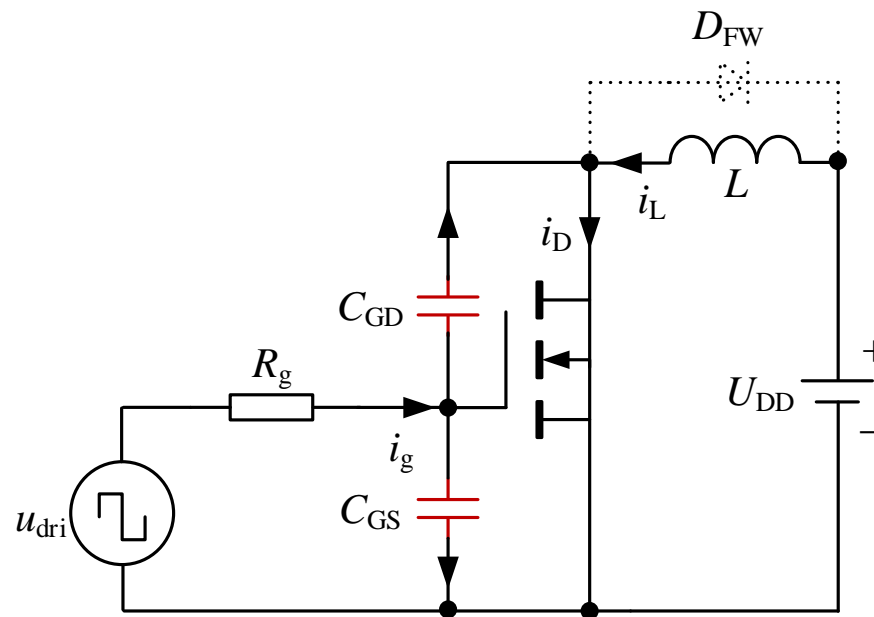 D_FW
L
i_L
i_D
C_GD
R_g
i_g
U_DD
+
−
C_GS
u_dri